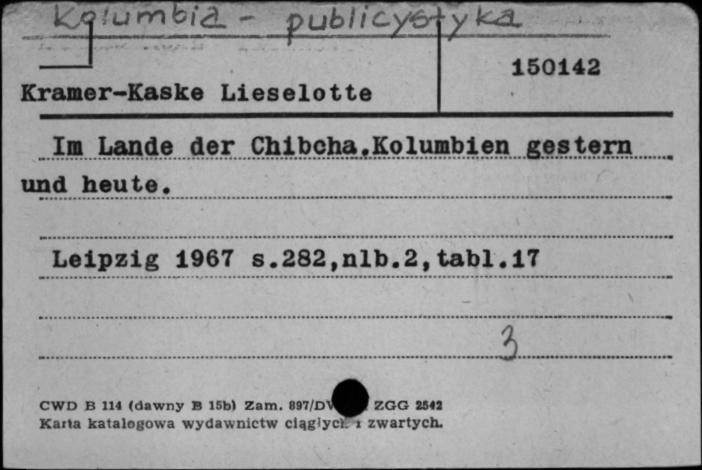 Kolumbia - publicystyka
150142
Kramer-Kaske Lieselotte
Im Lande der Chibcha.Kolumbien gestern
und heute.
Leipzig 1967 s.282,nlb.2,tabl.17
3
CWD B 114 (dawny B 15b) Zam. 897/DW ZGG 2542
Karta katalogowa wydawnictw ciągłych i zwartych.